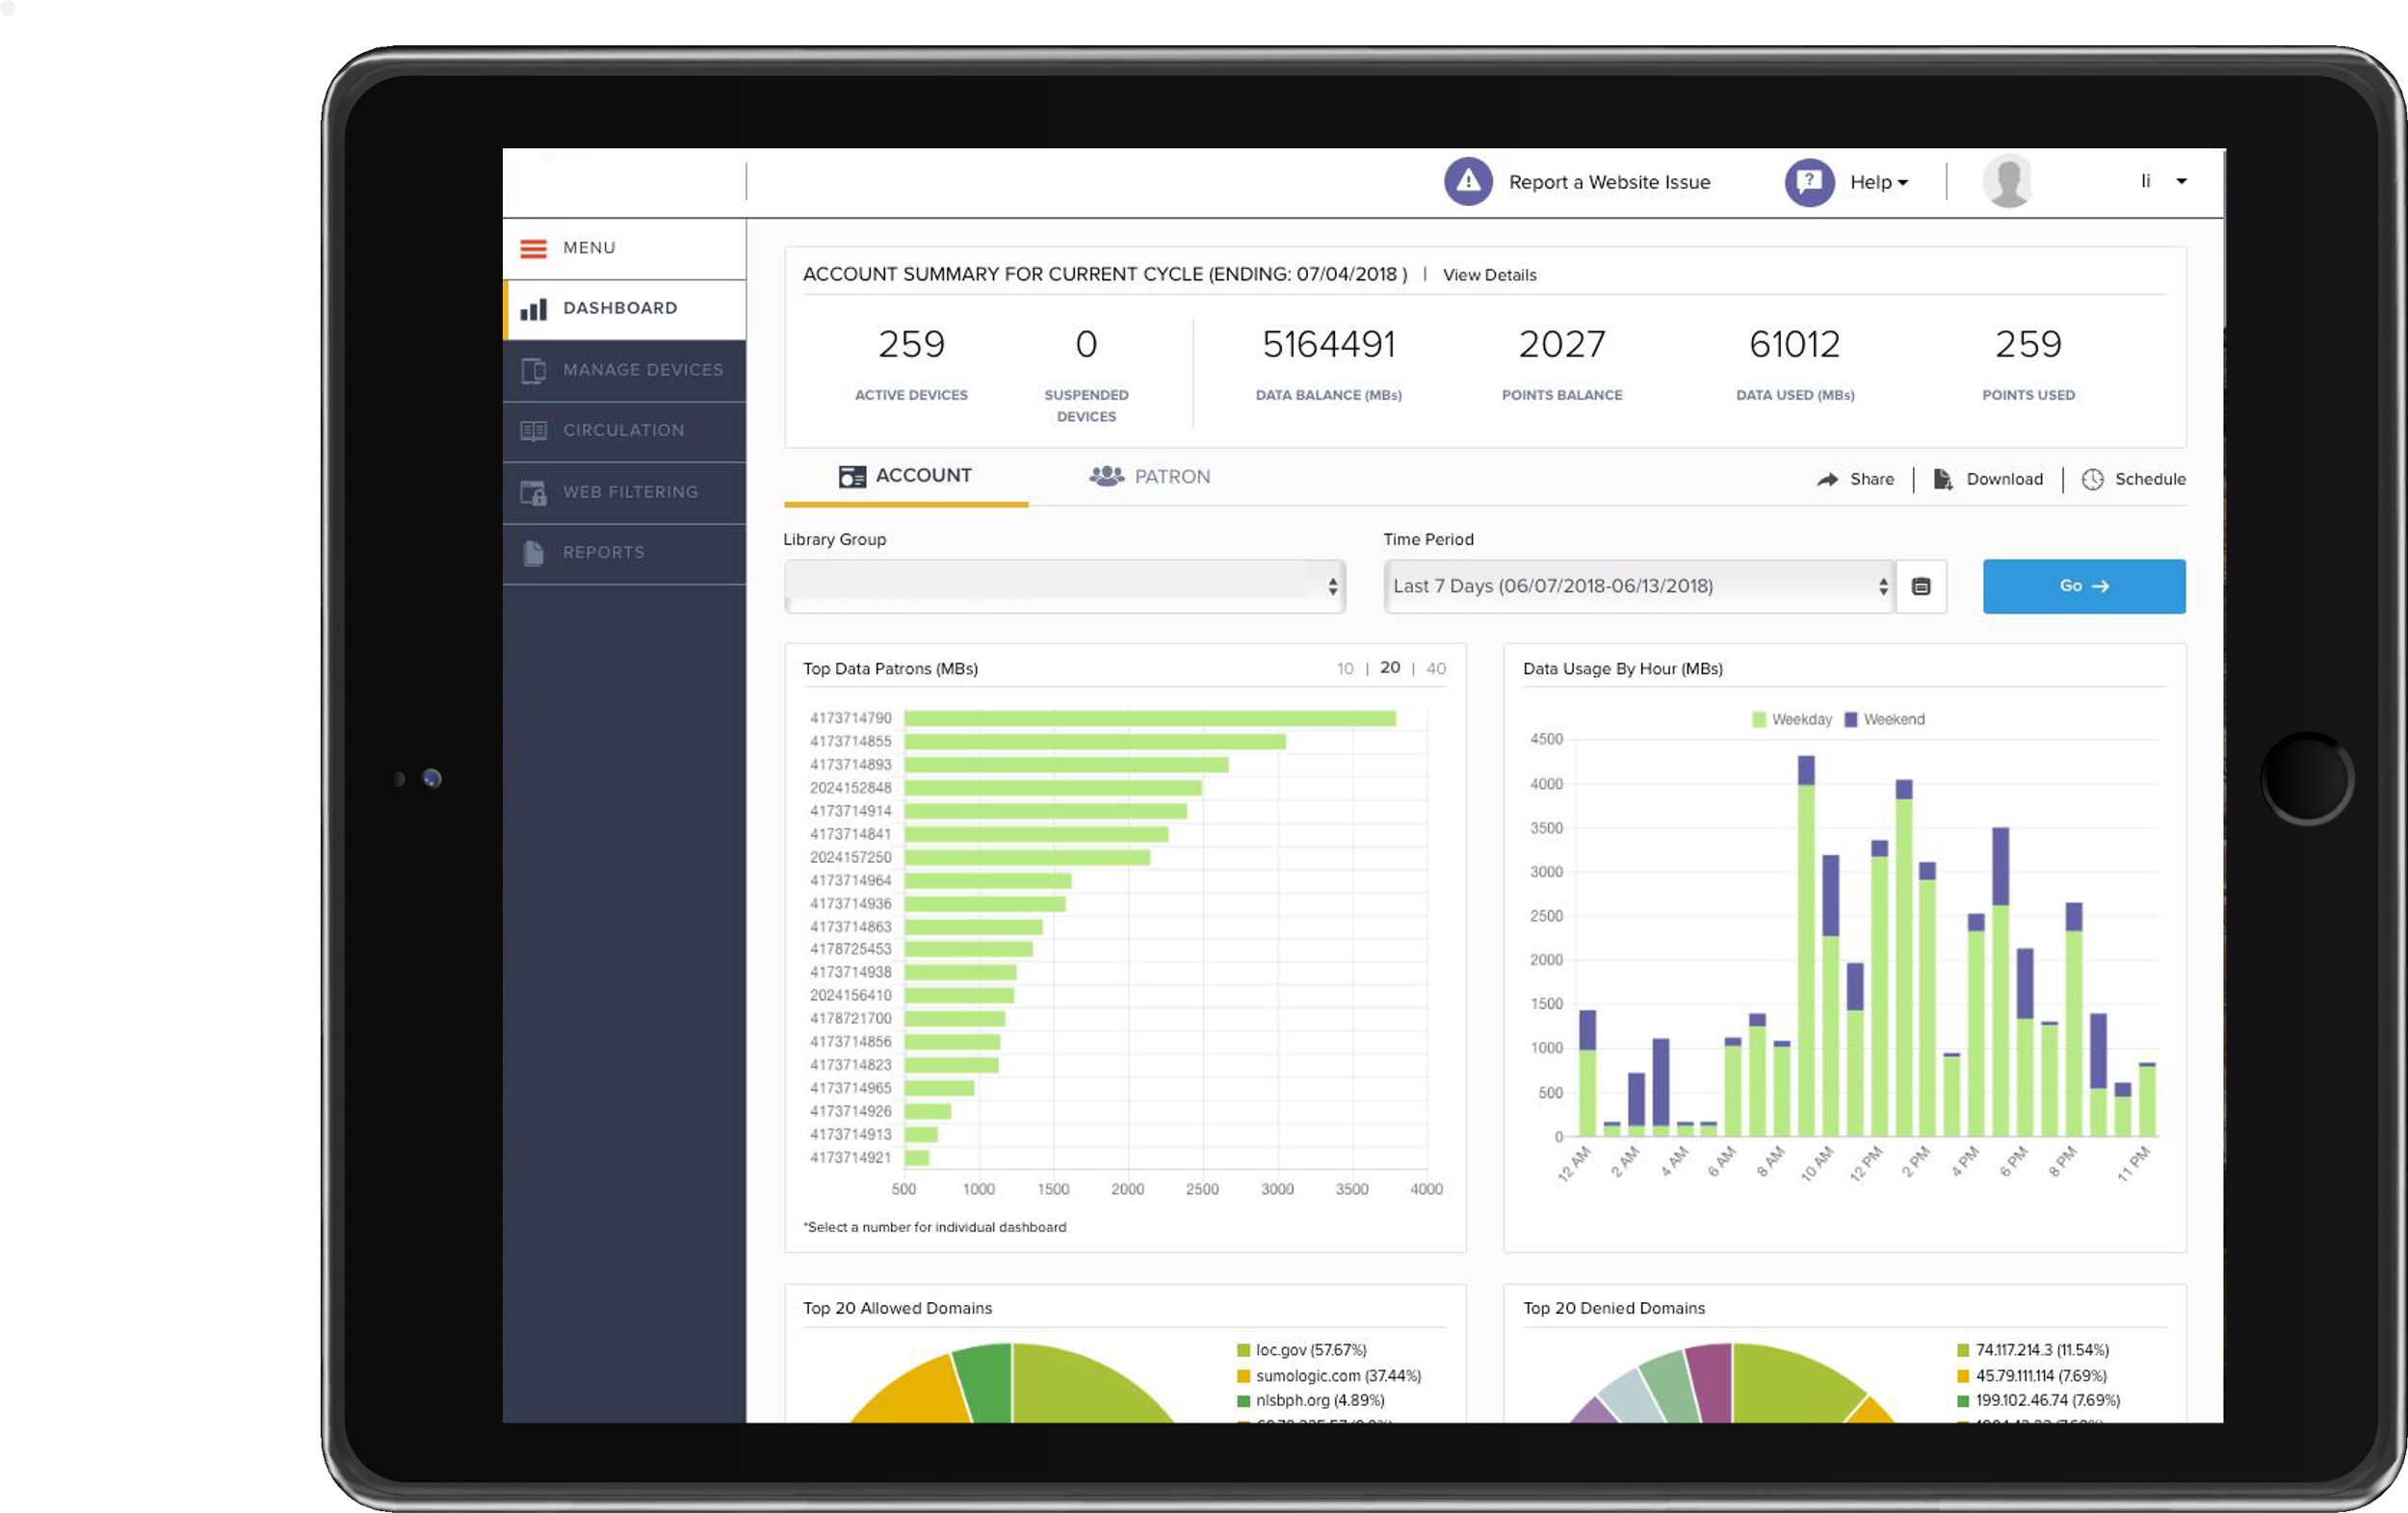 Report a Website Issue
Help
li
MENU
DASHBOARD
MANAGE DEVICES
CIRCULATION
WEB FILTERING
REPORTS
ACCOUNT SUMMARY FOR CURRENT CYCLE (ENDING: 07/04/2018 ) | View Details
259 0 5164491 2027 61012 259
ACTIVE DEVICES SUSPENDED DATA BALANCE (MBs) POINTS BALANCE DATA USED (MBs) POINTS USED
DEVICES
ACCOUNT PATRON Share | Download | Schedule
Library Group
Time Period
Last 7 Days (06/07/2018-06/13/2018)
Go →
Top Data Patrons (MBs) 10 | 20 | 40
4173714790
4173714855
4173714893
2024152848
4173714914
4173714841
2024157250
4173714964
4173714936
4173714863
4178725453
4173714938
2024156410
4178721700
4173714856
4173714823
4173714965
4173714926
4173714913
4173714921
500 1000 1500 2000 2500 3000 3500 4000
*Select a number for individual dashboard
Data Usage By Hour (MBs)
Weekday Weekend
4500
4000
3500
3000
2500
2000
1500
1000
500
0
12 AM 2 AM 4 AM 6 AM 8 AM 10 AM 12 PM 2 PM 4 PM 6 PM 8 PM 11 PM
Top 20 Allowed Domains
loc.gov (57.67%)
sumologic.com (37.44%)
nlsbph.org (4.89%)
Top 20 Denied Domains
74.117.214.3 (11.54%)
45.79.111.114 (7.69%)
199.102.46.74 (7.69%)